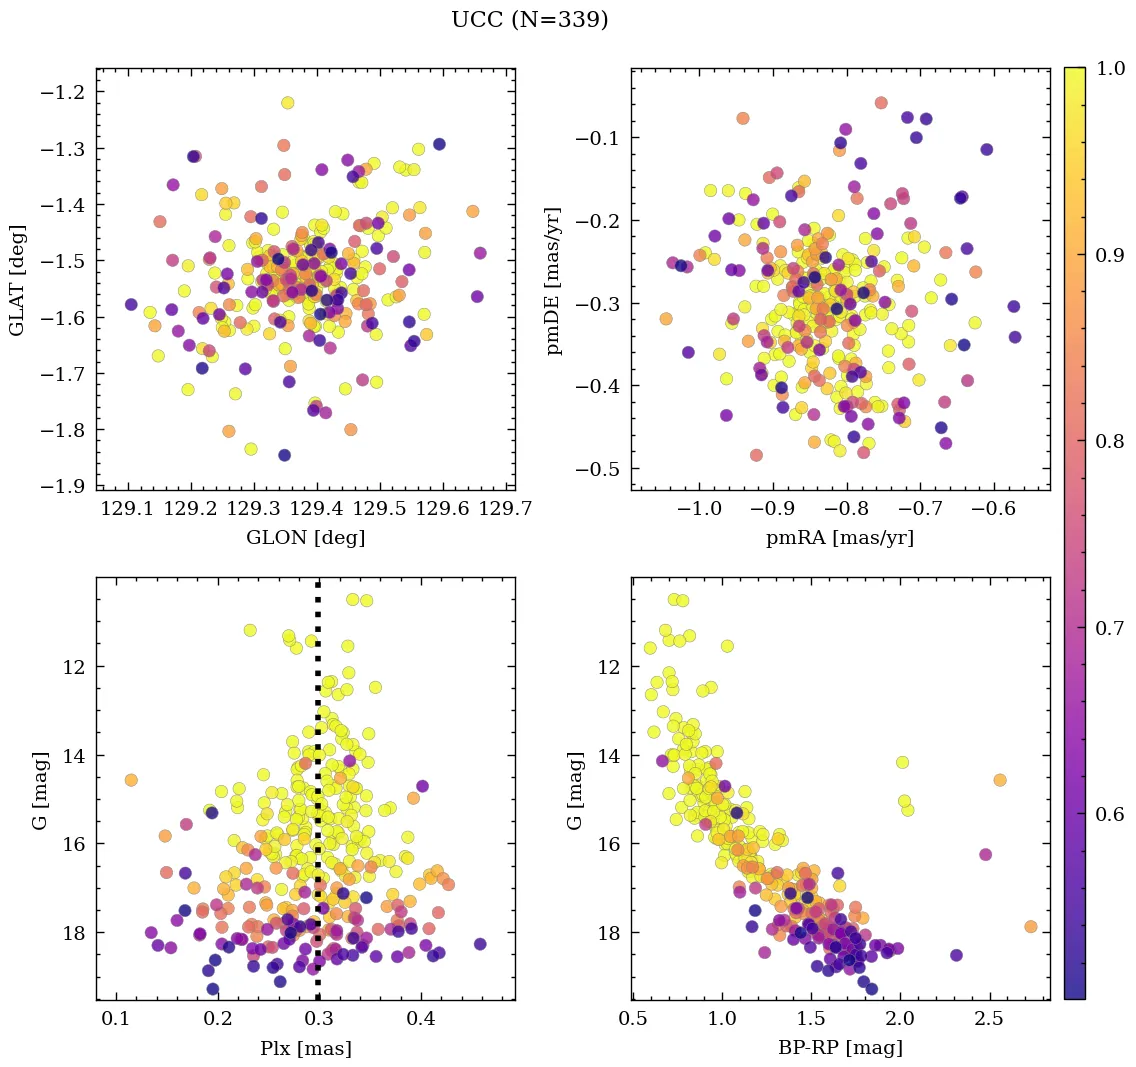 UCC (N=339)
−1.2
−1.3
−1.4
−1.5
−1.6
−1.7
−1.8
−1.9
GLAT [deg]
129.1 129.2 129.3 129.4 129.5 129.6 129.7
GLON [deg]
−0.1
−0.2
−0.3
−0.4
−0.5
pmDE [mas/yr]
−1.0 −0.9 −0.8 −0.7 −0.6
pmRA [mas/yr]
12
14
16
18
G [mag]
0.1 0.2 0.3 0.4
Plx [mas]
12
14
16
18
G [mag]
0.5 1.0 1.5 2.0 2.5
BP-RP [mag]
1.0
0.9
0.8
0.7
0.6